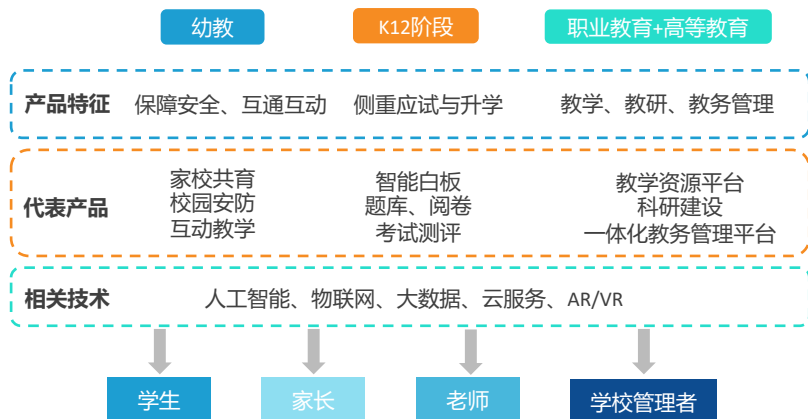 幼教 K12阶段 职业教育+高等教育
产品特征 保障安全、互通互动 侧重应试与升学 教学、教研、教务管理
家校共育 智能白板 教学资源平台
代表产品 校园安防 题库、阅卷 科研建设
互动教学 考试测评 一体化教务管理平台
相关技术 人工智能、物联网、大数据、云服务、AR/VR
学生 家长 老师 学校管理者